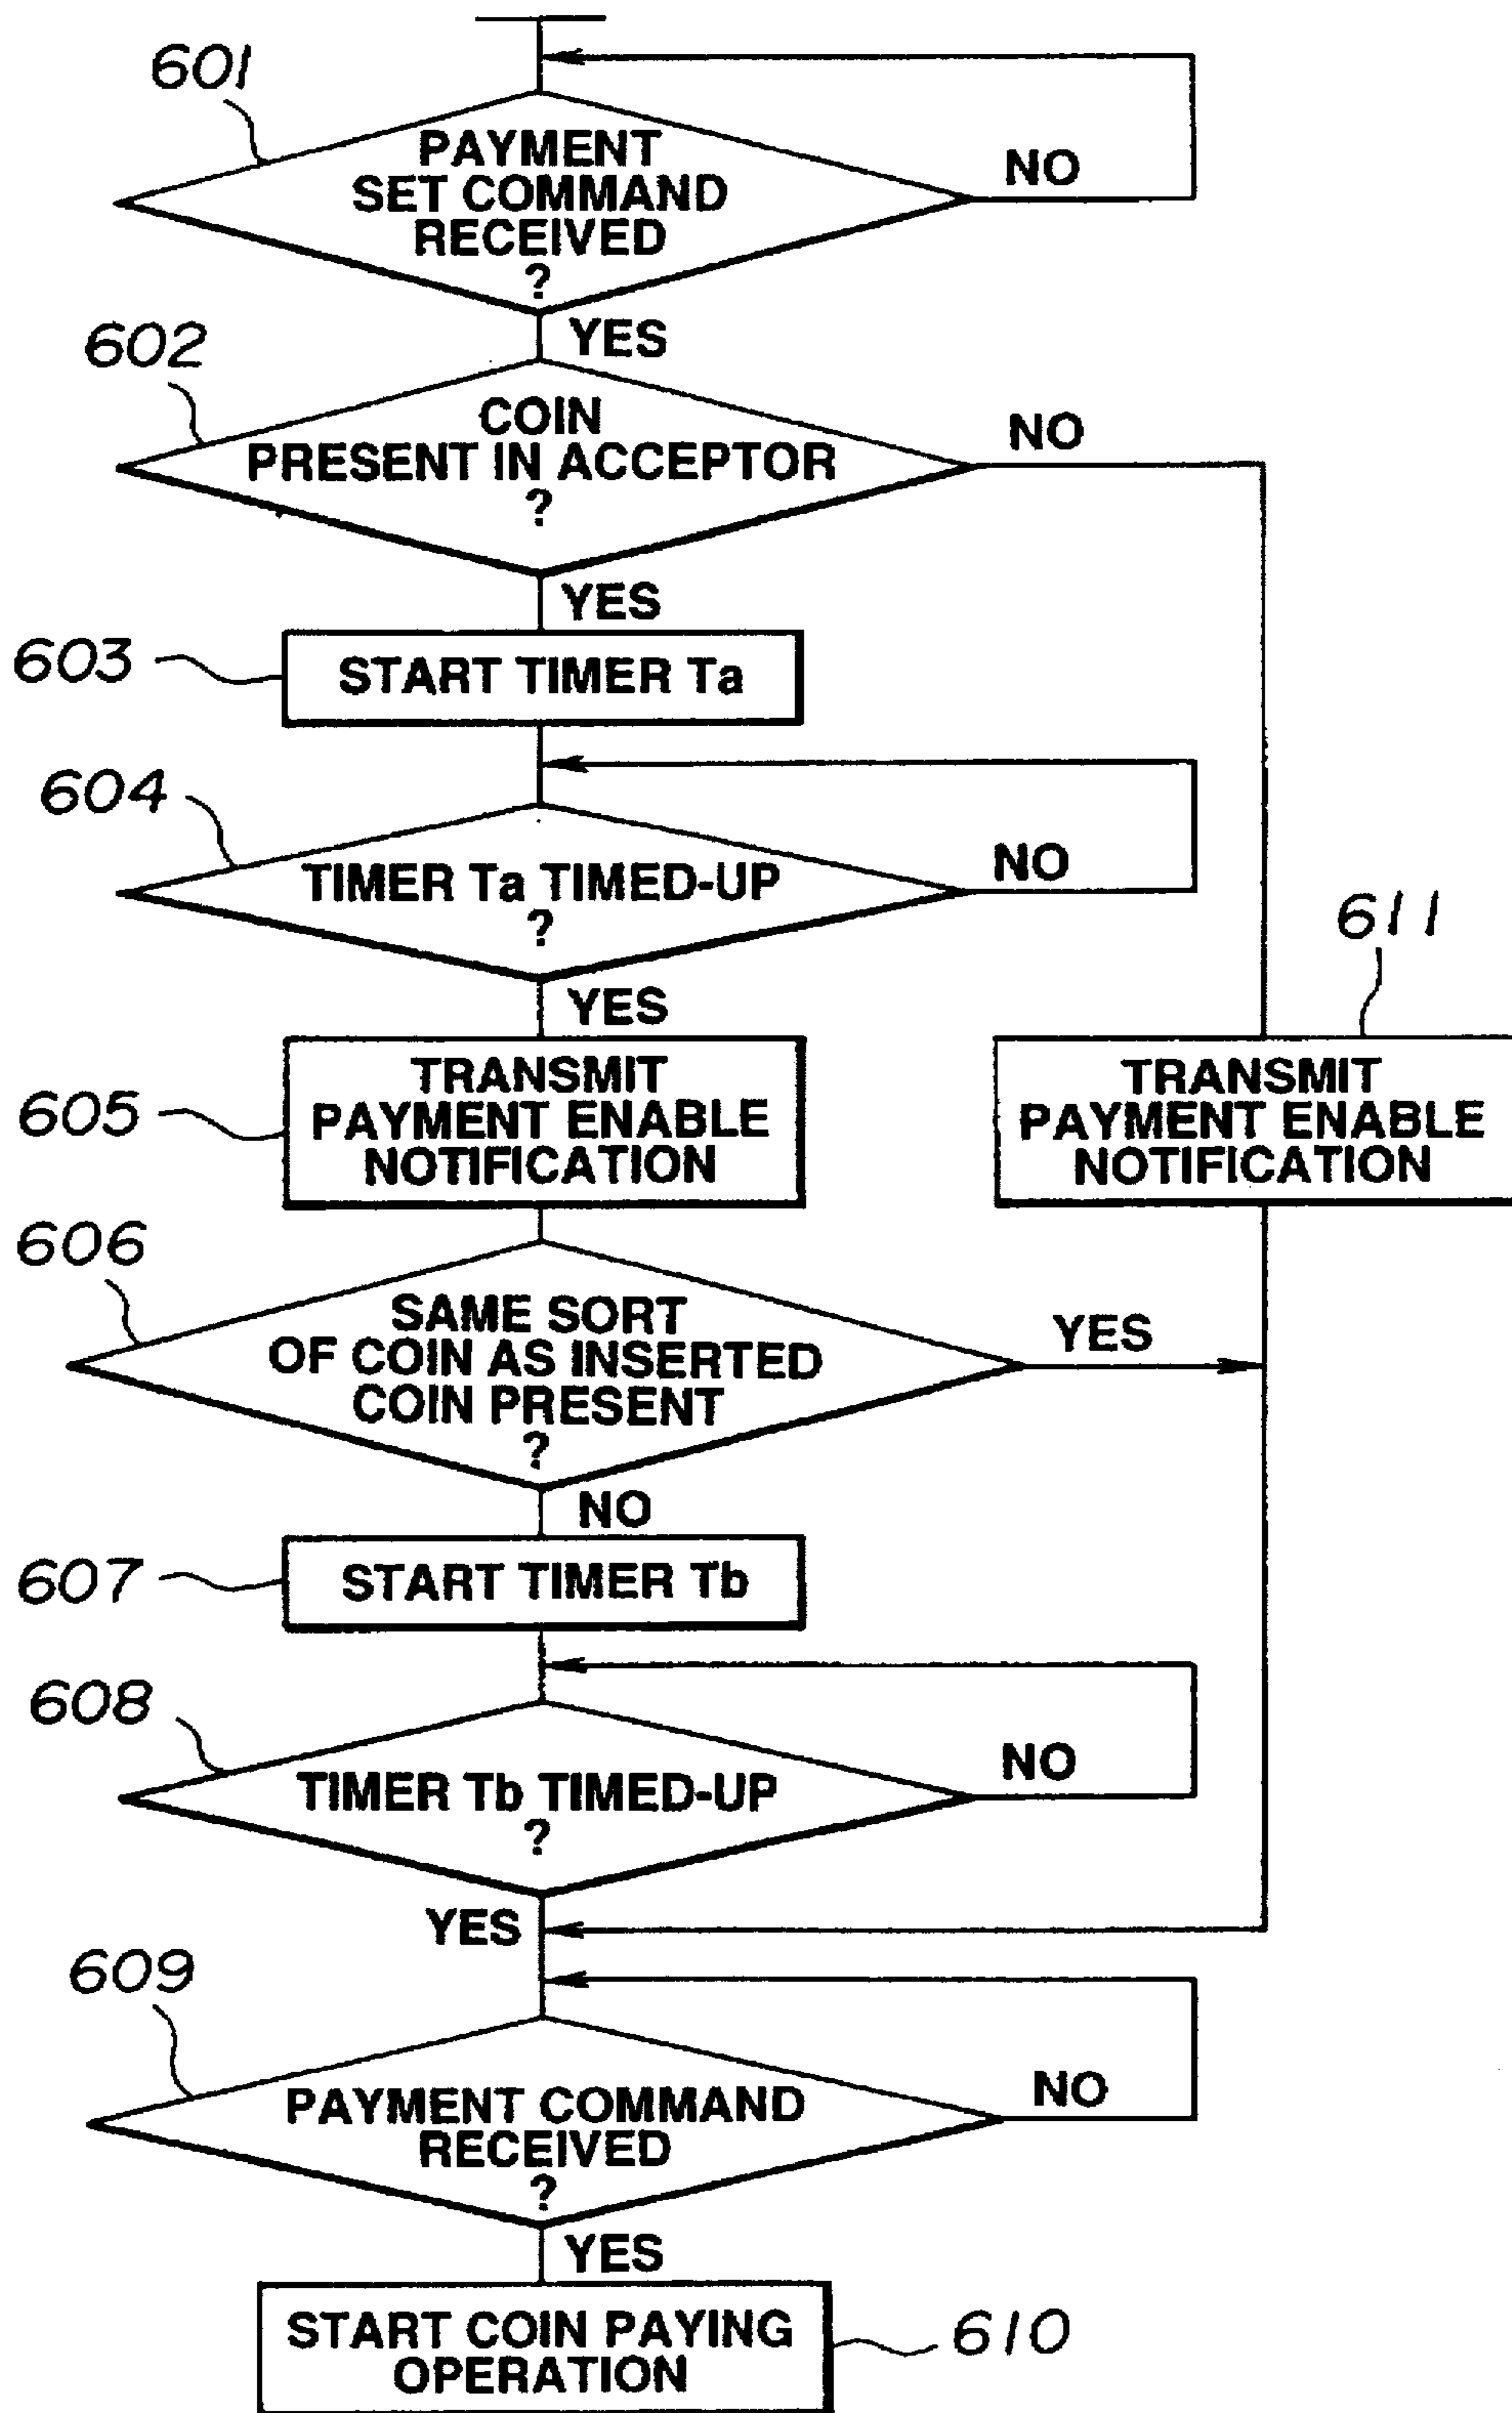 601
PAYMENT
SET COMMAND
RECEIVED
?
NO
YES
602
COIN
PRESENT IN ACCEPTOR
?
NO
YES
603
START TIMER Ta
604
TIMER Ta TIMED-UP
?
NO
YES
611
605
TRANSMIT
PAYMENT ENABLE
NOTIFICATION
TRANSMIT
PAYMENT ENABLE
NOTIFICATION
606
SAME SORT
OF COIN AS INSERTED
COIN PRESENT
?
YES
NO
607
START TIMER Tb
608
TIMER Tb TIMED-UP
?
NO
YES
609
PAYMENT COMMAND
RECEIVED
?
NO
YES
START COIN PAYING
OPERATION
610